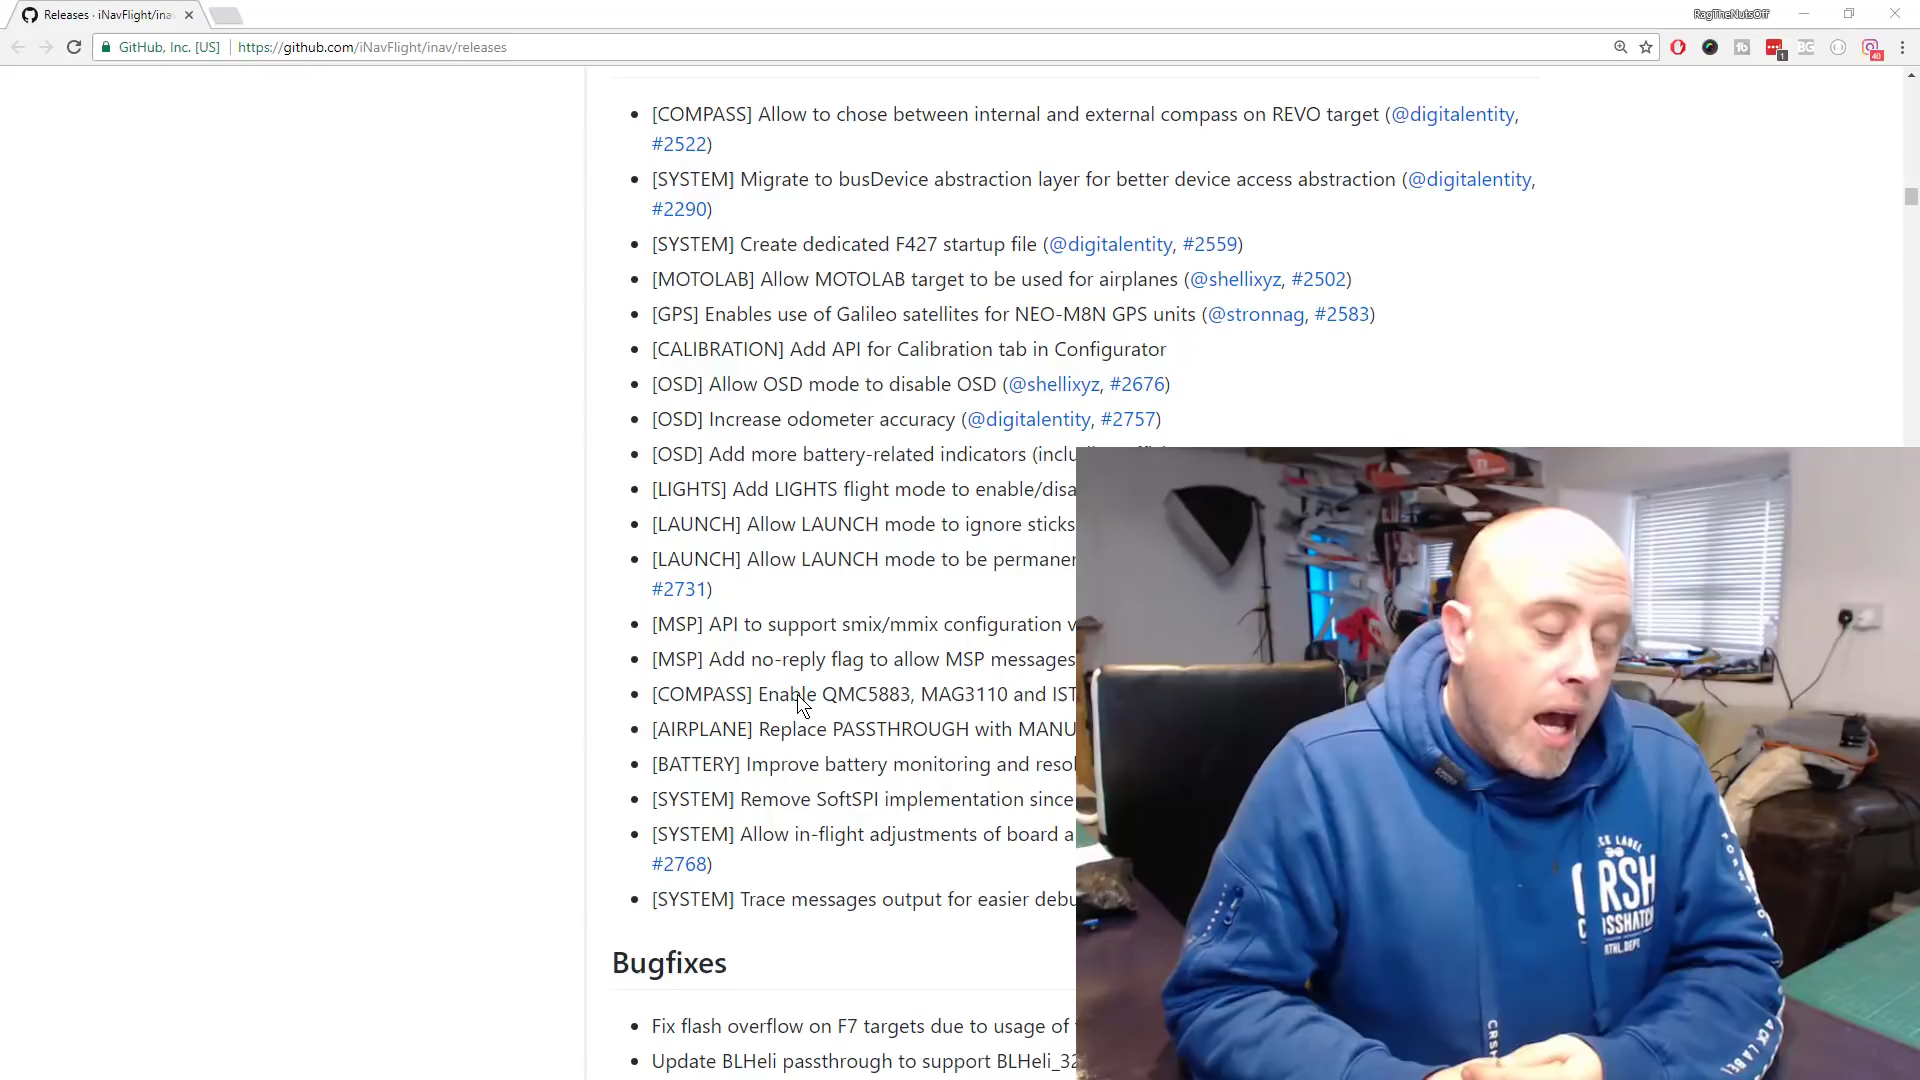 Releases · iNavFlight/ina
RagTheNutsOff
GitHub, Inc. [US]
https://github.com/iNavFlight/inav/releases
1
40
[COMPASS] Allow to chose between internal and external compass on REVO target (@digitalentity,
#2522)
[SYSTEM] Migrate to busDevice abstraction layer for better device access abstraction (@digitalentity,
#2290)
[SYSTEM] Create dedicated F427 startup file (@digitalentity, #2559)
[MOTOLAB] Allow MOTOLAB target to be used for airplanes (@shellixyz, #2502)
[GPS] Enables use of Galileo satellites for NEO-M8N GPS units (@stronnag, #2583)
[CALIBRATION] Add API for Calibration tab in Configurator
[OSD] Allow OSD mode to disable OSD (@shellixyz, #2676)
[OSD] Increase odometer accuracy (@digitalentity, #2757)
[OSD] Add more battery-related indicators (inclu
[LIGHTS] Add LIGHTS flight mode to enable/disa
[LAUNCH] Allow LAUNCH mode to ignore sticks
[LAUNCH] Allow LAUNCH mode to be permaner
#2731)
[MSP] API to support smix/mmix configuration v
[MSP] Add no-reply flag to allow MSP messages
[COMPASS] Enable QMC5883, MAG3110 and IST
[AIRPLANE] Replace PASSTHROUGH with MANU
[BATTERY] Improve battery monitoring and resol
[SYSTEM] Remove SoftSPI implementation since
[SYSTEM] Allow in-flight adjustments of board a
#2768)
[SYSTEM] Trace messages output for easier debu
Bugfixes
Fix flash overflow on F7 targets due to usage of
Update BLHeli passthrough to support BLHeli_32
CRSH